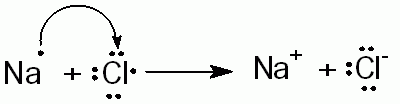 Na + Cl → Na⁺ + Cl⁻